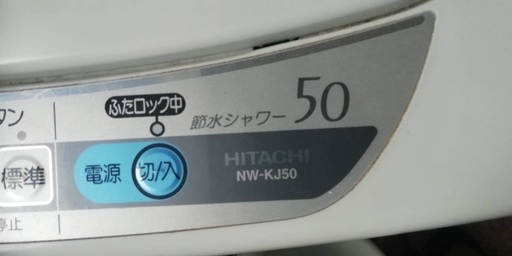 ふたロック中
節水シャワー 50
タン
標準
電源 切/入
HITACHI
NW-KJ50
停止